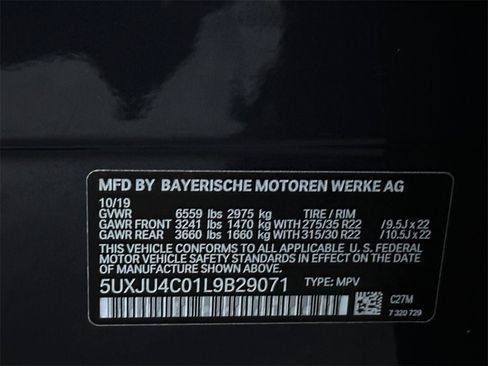 MFD BY BAYERISCHE MOTOREN WERKE AG
10/19
GVWR 6559 lbs 2975 kg TIRE / RIM
GAWR FRONT 3241 lbs 1470 kg WITH 275/35 R22 /9.5J x 22
GAWR REAR 3660 lbs 1660 kg WITH 315/30 R22 /10.5J x 22
THIS VEHICLE CONFORMS TO ALL APPLICABLE U. S. FEDERAL
MOTOR VEHICLE SAFETY STANDARDS IN EFFECT ON THE DATE OF
MANUFACTURE SHOWN ABOVE.
5UXJU4C01L9B29071 TYPE: MPV
C27M
7 320 729